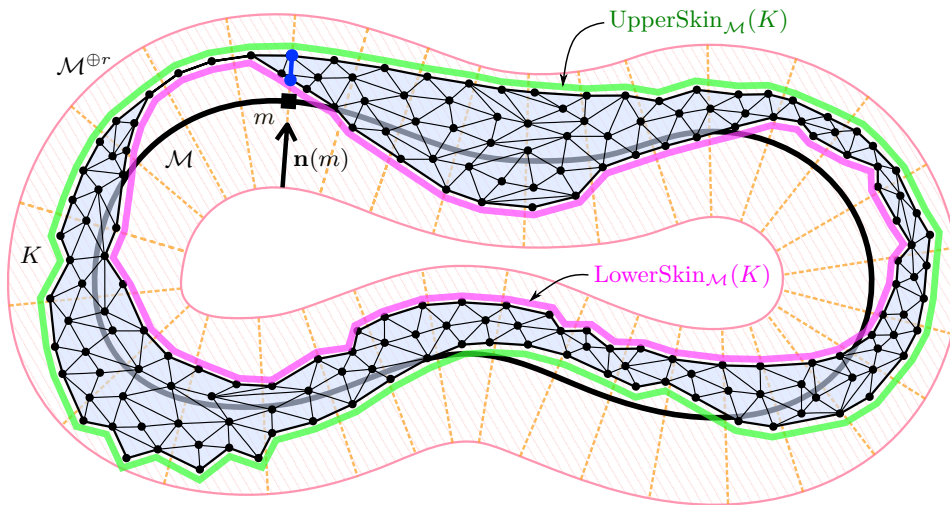 UpperSkin_ℳ(K)
ℳ^{⊕r}
m
𝐧(m)
ℳ
K
LowerSkin_ℳ(K)